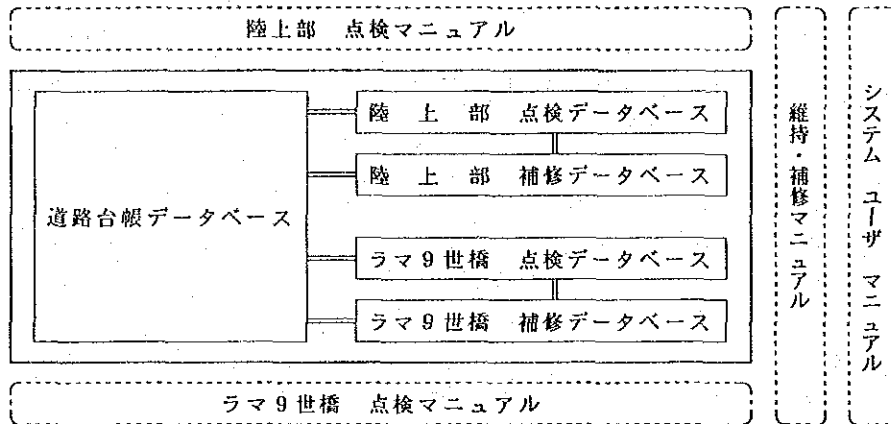 陸上部 点検マニュアル
道路台帳データベース
陸上部 点検データベース
陸上部 補修データベース
ラマ9世橋 点検データベース
ラマ9世橋 補修データベース
ラマ9世橋 点検マニュアル
維持・補修マニュアル
システム ユーザ マニュアル